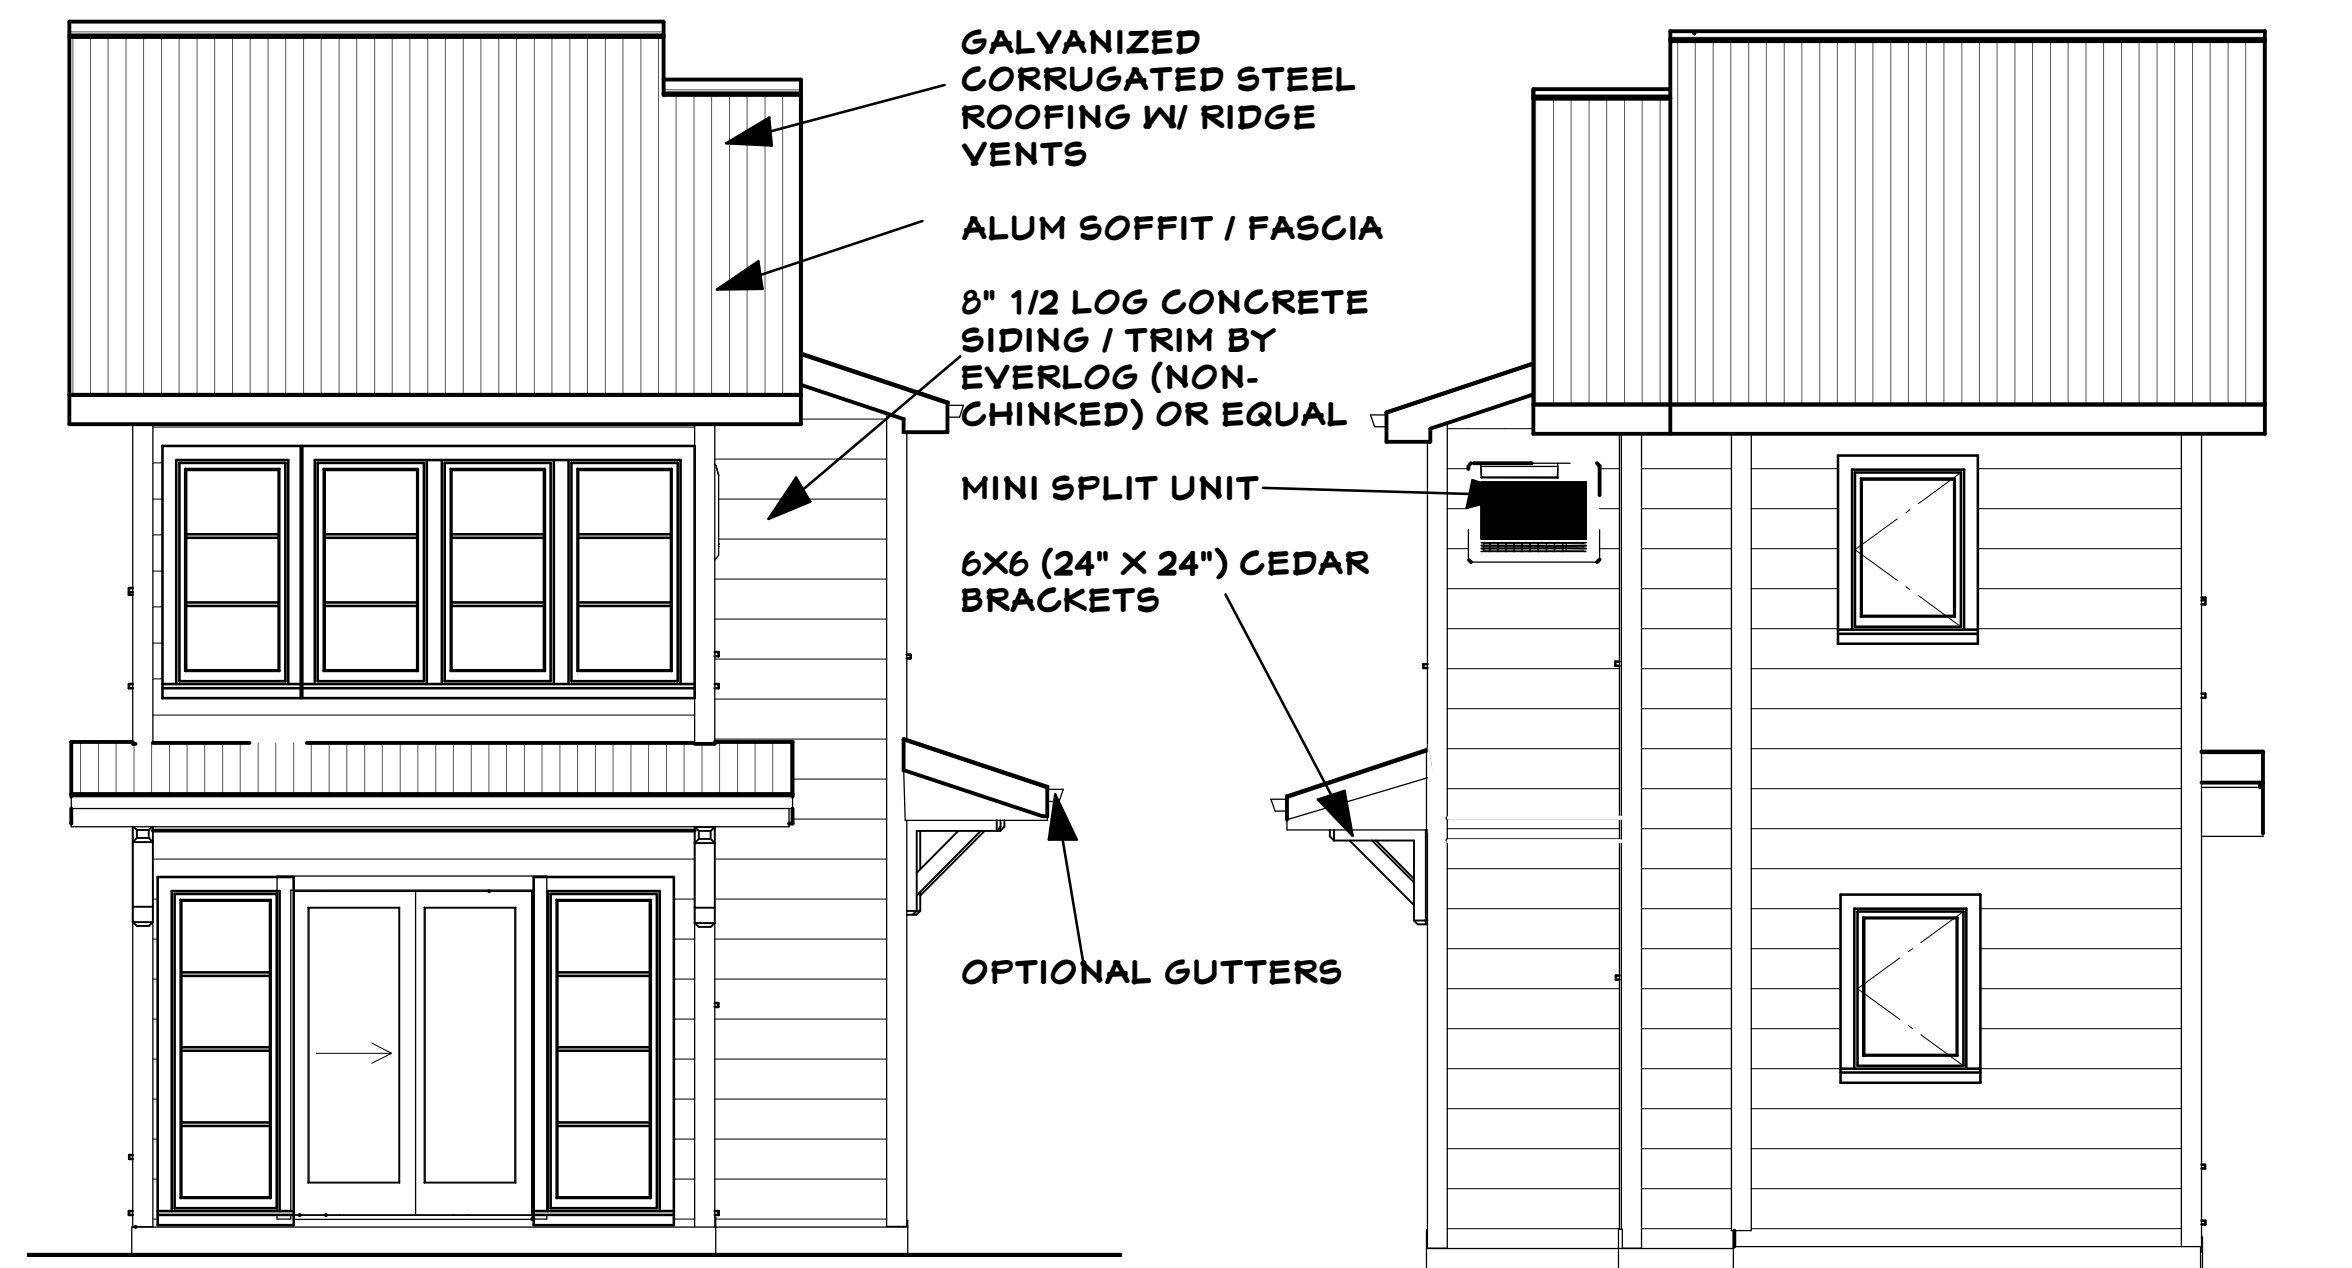 GALVANIZED
CORRUGATED STEEL
ROOFING W/ RIDGE
VENTS
ALUM SOFFIT / FASCIA
8" 1/2 LOG CONCRETE
SIDING / TRIM BY
EVERLOG (NON-
CHINKED) OR EQUAL
MINI SPLIT UNIT
6X6 (24" X 24") CEDAR
BRACKETS
OPTIONAL GUTTERS